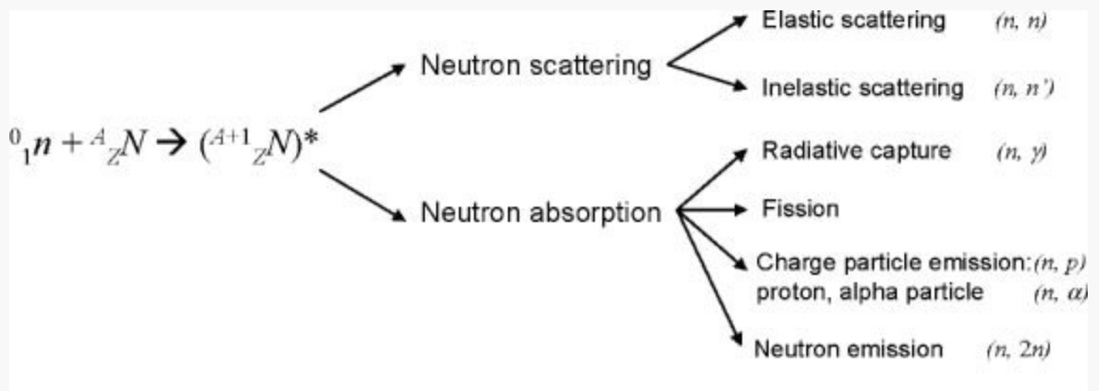 Elastic scattering (n, n)
Neutron scattering
Inelastic scattering (n, n')
⁰₁n + ᴬ_ZN → (ᴬ⁺¹_ZN)*
Radiative capture (n, γ)
Neutron absorption
Fission
Charge particle emission:(n, p)
proton, alpha particle (n, α)
Neutron emission (n, 2n)